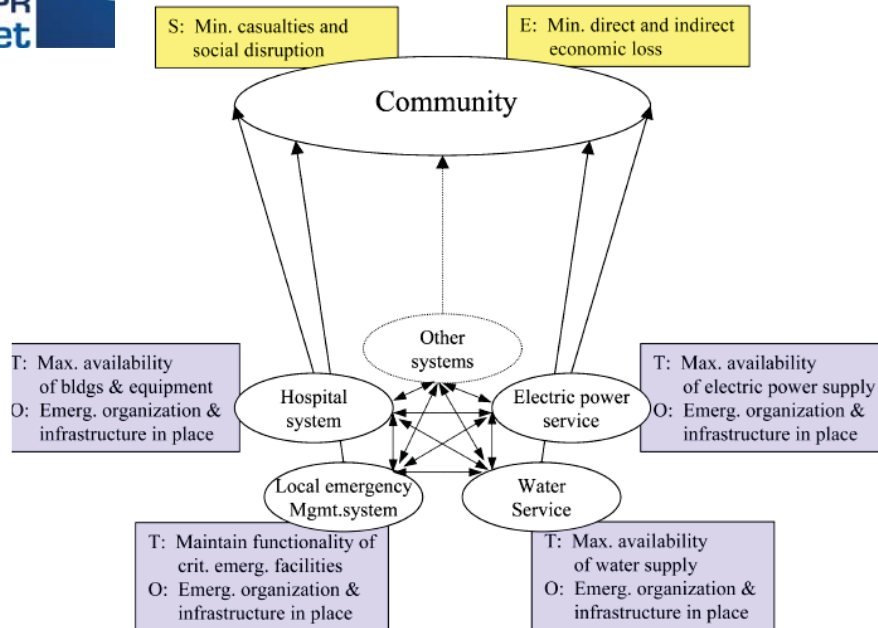 PR
et
S: Min. casualties and
social disruption
E: Min. direct and indirect
economic loss
Community
Other
systems
T: Max. availability
of bldgs & equipment
O: Emerg. organization &
infrastructure in place
Hospital
system
Electric power
service
T: Max. availability
of electric power supply
O: Emerg. organization &
infrastructure in place
Local emergency
Mgmt.system
Water
Service
T: Maintain functionality of
crit. emerg. facilities
O: Emerg. organization &
infrastructure in place
T: Max. availability
of water supply
O: Emerg. organization &
infrastructure in place